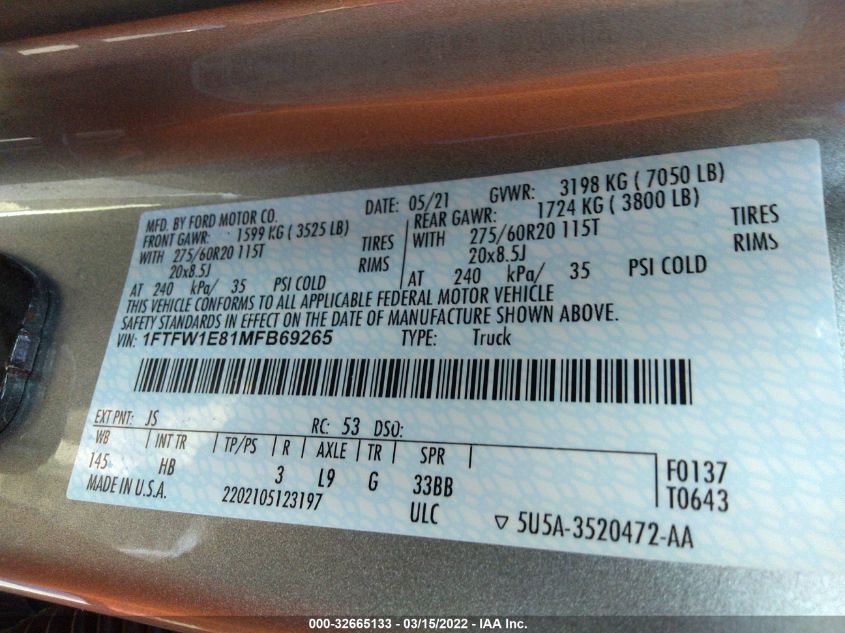 MFD. BY FORD MOTOR CO. DATE: 05/21 GVWR: 3198 KG ( 7050 LB)
FRONT GAWR: 1599 KG ( 3525 LB) REAR GAWR: 1724 KG ( 3800 LB)
WITH 275/60R20 115T TIRES WITH 275/60R20 115T TIRES
20x8.5J RIMS 20x8.5J RIMS
AT 240 kPa/ 35 PSI COLD AT 240 kPa/ 35 PSI COLD
THIS VEHICLE CONFORMS TO ALL APPLICABLE FEDERAL MOTOR VEHICLE
SAFETY STANDARDS IN EFFECT ON THE DATE OF MANUFACTURE SHOWN ABOVE.
VIN: 1FTFW1E81MFB69265 TYPE: Truck
EXT PNT: JS RC: 53 DSO:
WB INT TR TP/PS R AXLE TR SPR
145 HB 3 L9 G 33BB
MADE IN U.S.A. 2202105123197 ULC
F0137
T0643
▽ 5U5A-3520472-AA
000-32665133 - 03/15/2022 - IAA Inc.